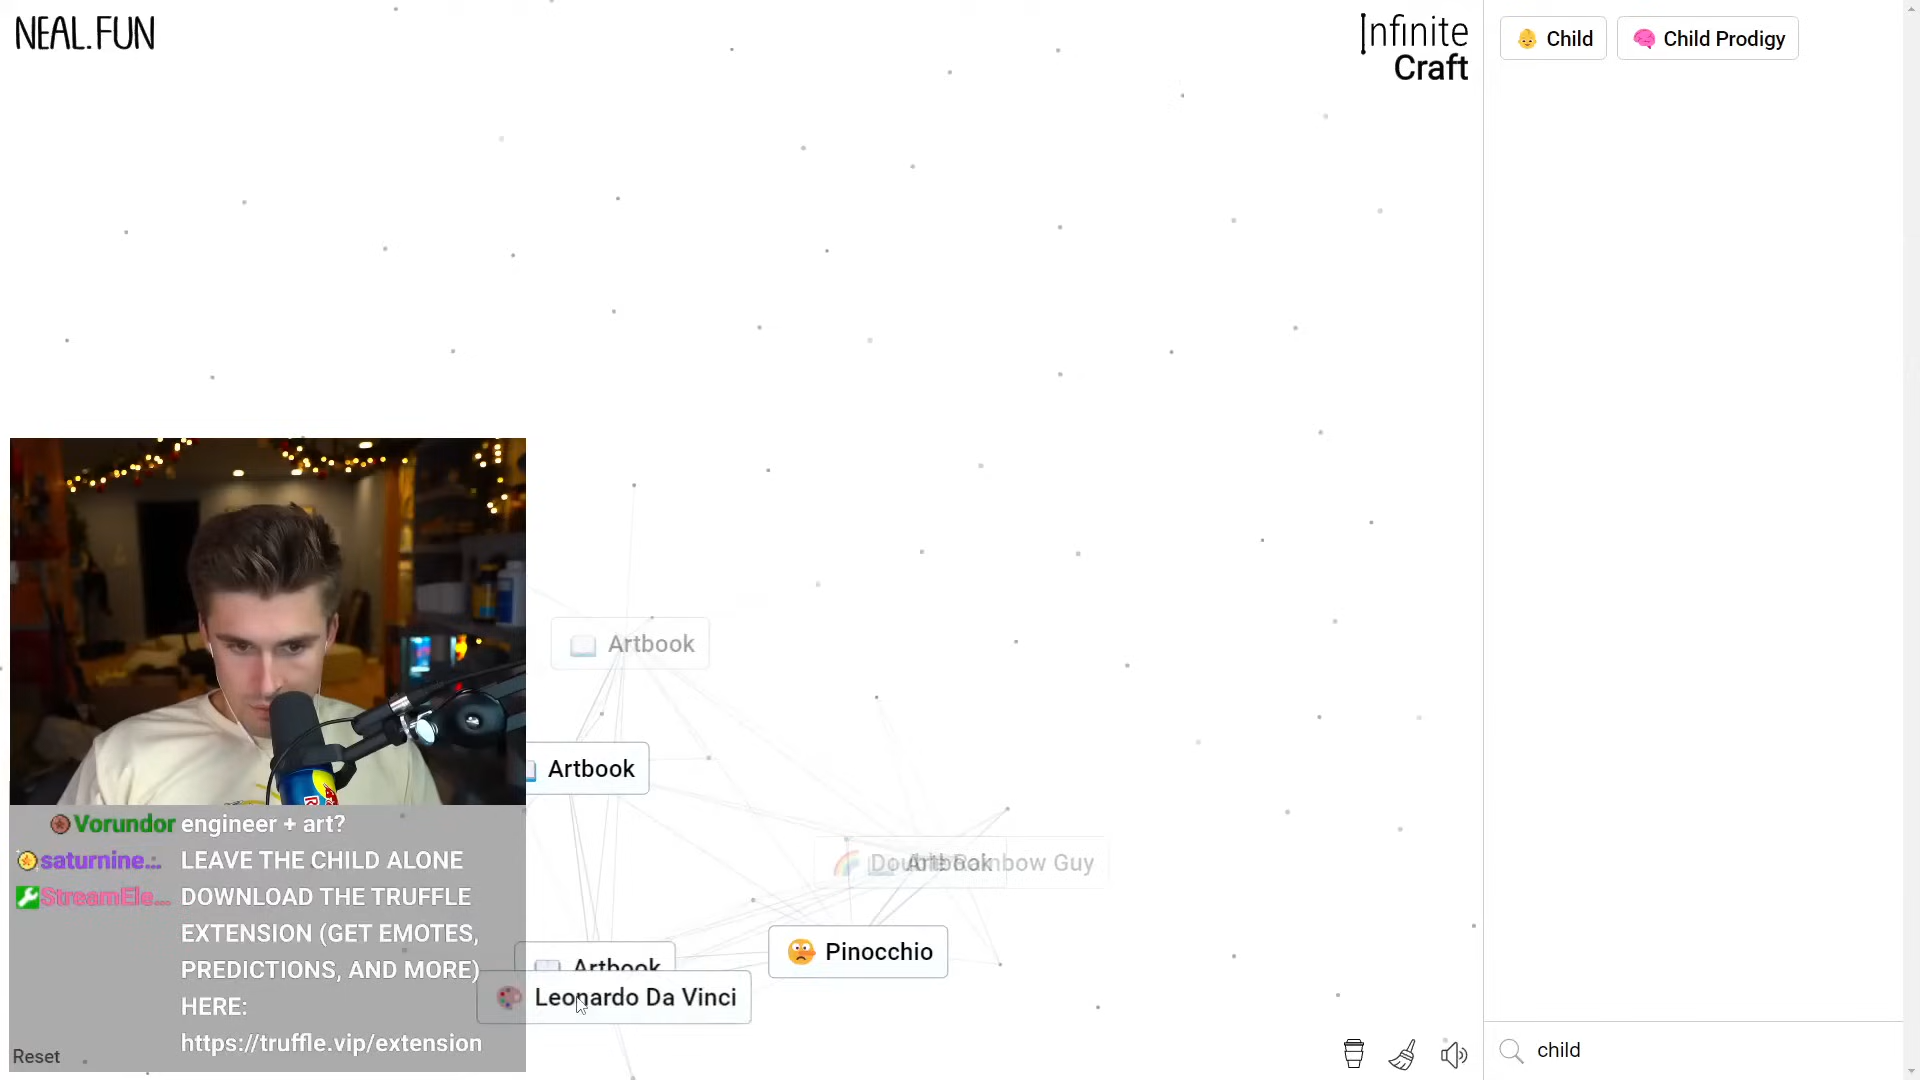 NEAL.FUN
Infinite
Craft
Child
Child Prodigy
Artbook
Artbook
Artbook
Pinocchio
Artbook
Leonardo Da Vinci
Vorundor engineer + art?
saturnine... LEAVE THE CHILD ALONE
StreamEle... DOWNLOAD THE TRUFFLE
EXTENSION (GET EMOTES,
PREDICTIONS, AND MORE)
HERE:
https://truffle.vip/extension
Reset
child